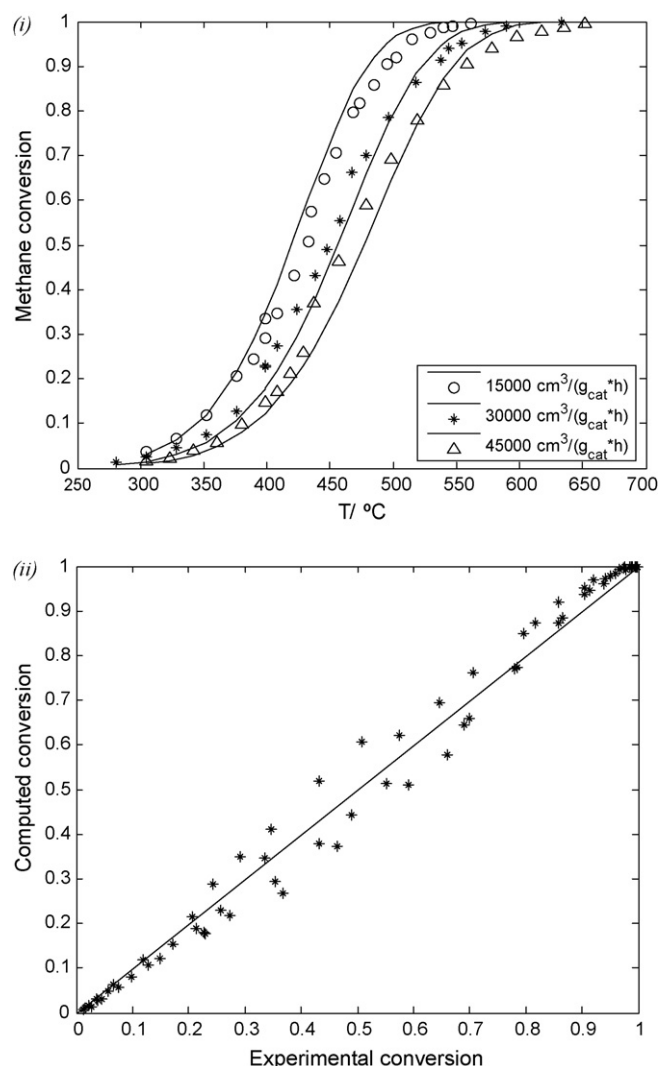 (i)
1
0.9
0.8
0.7
0.6
0.5
0.4
0.3
0.2
0.1
0
Methane conversion
15000 cm³/(g_cat*h)
30000 cm³/(g_cat*h)
45000 cm³/(g_cat*h)
250 300 350 400 450 500 550 600 650 700
T/ ºC
(ii)
1
0.9
0.8
0.7
0.6
0.5
0.4
0.3
0.2
0.1
0
Computed conversion
0 0.1 0.2 0.3 0.4 0.5 0.6 0.7 0.8 0.9 1
Experimental conversion